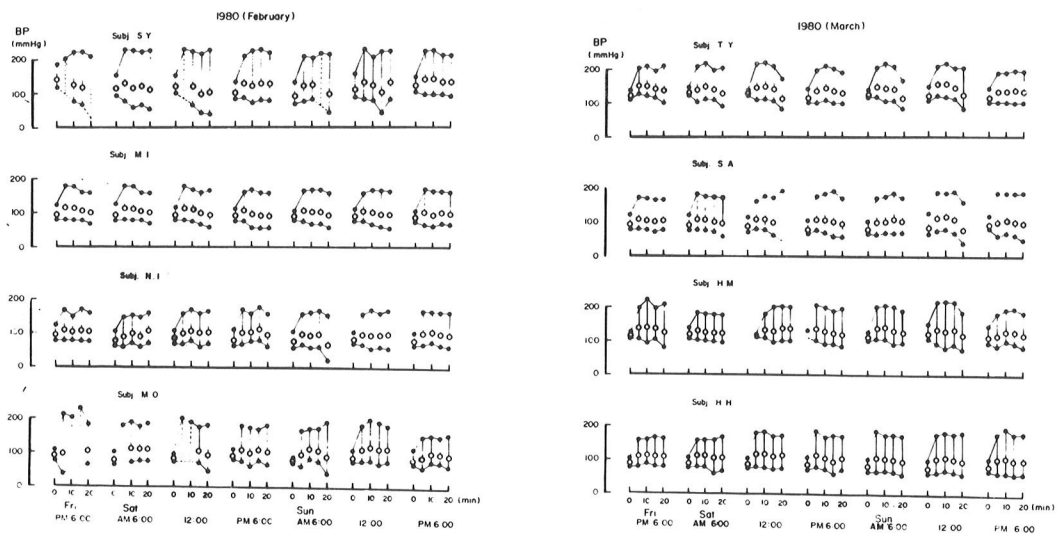 1980 (February)
BP
(mmHg)
Subj S Y
200
100
0
Subj M I
200
100
0
Subj. N. I
200
100
0
Subj M O
200
100
0
0 10 20 0 10 20 0 10 20 0 10 20 0 10 20 0 10 20 0 10 20 (min)
Fri Sat Sun
PM 6:00 AM 6:00 12:00 PM 6:00 AM 6:00 12:00 PM 6:00
1980 (March)
BP
(mmHg)
Subj T Y
200
100
0
Subj S A
200
100
0
Subj H M
200
100
0
Subj H H
200
100
0
0 10 20 0 10 20 0 10 20 0 10 20 0 10 20 0 10 20 0 10 20 (min)
Fri Sat Sun
PM 6:00 AM 6:00 12:00 PM 6:00 AM 6:00 12:00 PM 6:00